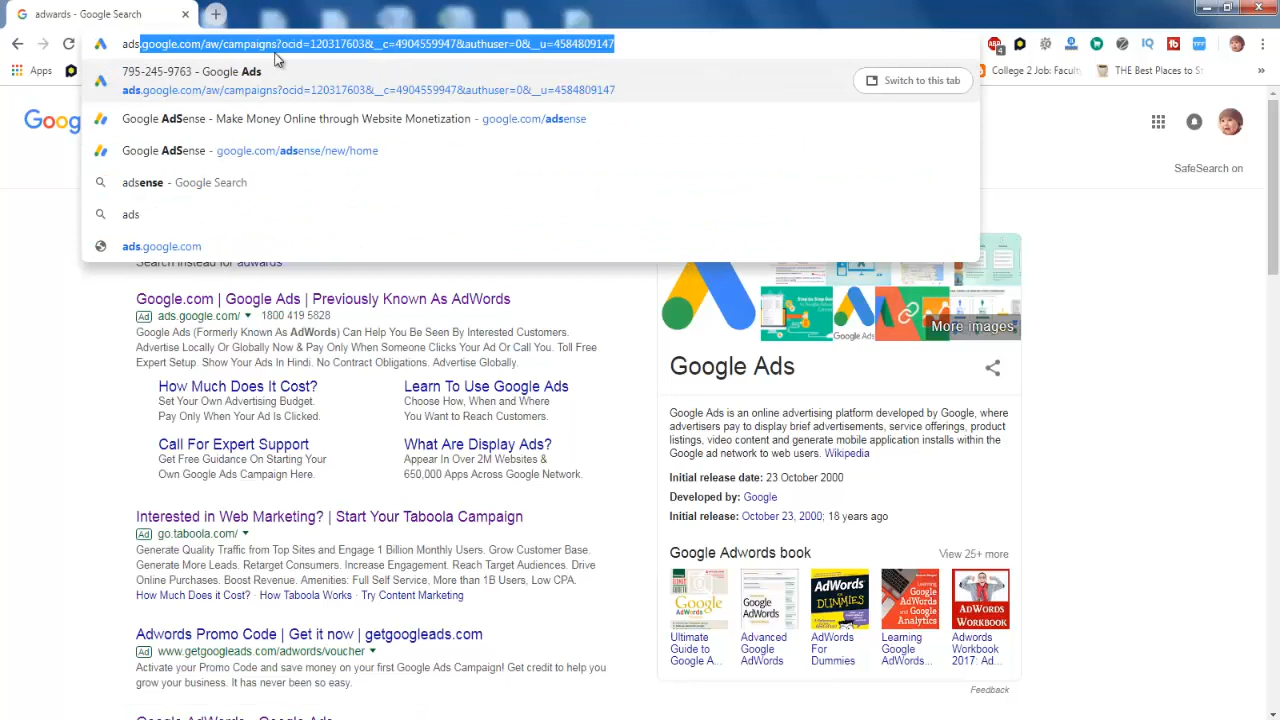 adwords - Google Search
ads.google.com/aw/campaigns?ocid=120317603&__c=4904559947&authuser=0&__u=4584809147
4
Apps
College 2 Job: Facult
THE Best Places to St
795-245-9763 - Google Ads
ads.google.com/aw/campaigns?ocid=120317603&__c=4904559947&authuser=0&__u=4584809147
Switch to this tab
Google AdSense - Make Money Online through Website Monetization - google.com/adsense
Google AdSense - google.com/adsense/new/home
adsense - Google Search
ads
ads.google.com
Goog
SafeSearch on
Search instead for adwords.
Google.com | Google Ads | Previously Known As AdWords
Ad ads.google.com/ 1800 419 5828
Google Ads (Formerly Known As AdWords) Can Help You Be Seen By Interested Customers.
Advertise Locally Or Globally Now & Pay Only When Someone Clicks Your Ad Or Call You. Toll Free
Expert Setup. Show Your Ads In Hindi. No Contract Obligations. Advertise Globally.
How Much Does It Cost?
Set Your Own Advertising Budget.
Pay Only When Your Ad Is Clicked.
Learn To Use Google Ads
Choose How, When and Where
You Want to Reach Customers.
Call For Expert Support
Get Free Guidance On Starting Your
Own Google Ads Campaign Here.
What Are Display Ads?
Appear In Over 2M Websites &
650,000 Apps Across Google Network.
Interested in Web Marketing? | Start Your Taboola Campaign
Ad go.taboola.com/
Generate Quality Traffic from Top Sites and Engage 1 Billion Monthly Users. Grow Customer Base.
Generate More Leads. Retarget Consumers. Increase Engagement. Reach Target Audiences. Drive
Online Purchases. Boost Revenue. Amenities: Full Self Service, More than 1B Users, Low CPA.
How Much Does it Cost? · How Taboola Works · Try Content Marketing
Adwords Promo Code | Get it now | getgoogleads.com
Ad www.getgoogleads.com/adwords/voucher
Activate your Promo Code and save money on your first Google Ads Campaign! Get credit to help you
grow your business. It has never been so easy.
Google AdWords - Google Ads
More images
Google Ads
Google Ads is an online advertising platform developed by Google, where
advertisers pay to display brief advertisements, service offerings, product
listings, video content and generate mobile application installs within the
Google ad network to web users. Wikipedia
Initial release date: 23 October 2000
Developed by: Google
Initial release: October 23, 2000; 18 years ago
Google Adwords book
View 25+ more
Ultimate
Guide to
Google A...
Advanced
Google
AdWords
AdWords
For
Dummies
Learning
Google
AdWords...
Adwords
Workbook
2017: Ad...
Feedback